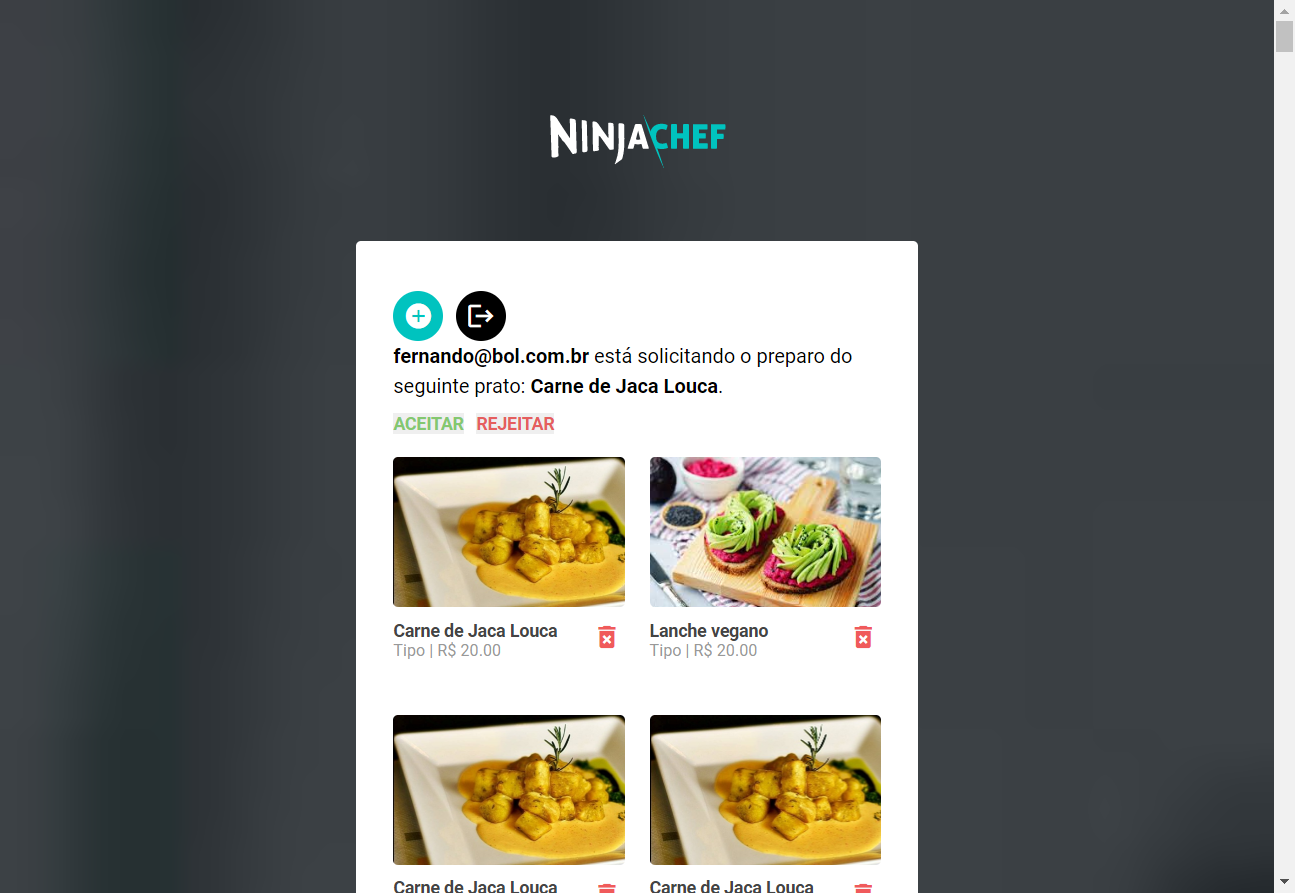 NINJACHEF
fernando@bol.com.br está solicitando o preparo do
seguinte prato: Carne de Jaca Louca.
ACEITAR REJEITAR
Carne de Jaca Louca
Tipo | R$ 20.00
Lanche vegano
Tipo | R$ 20.00
Carne de Jaca Louca
Carne de Jaca Louca